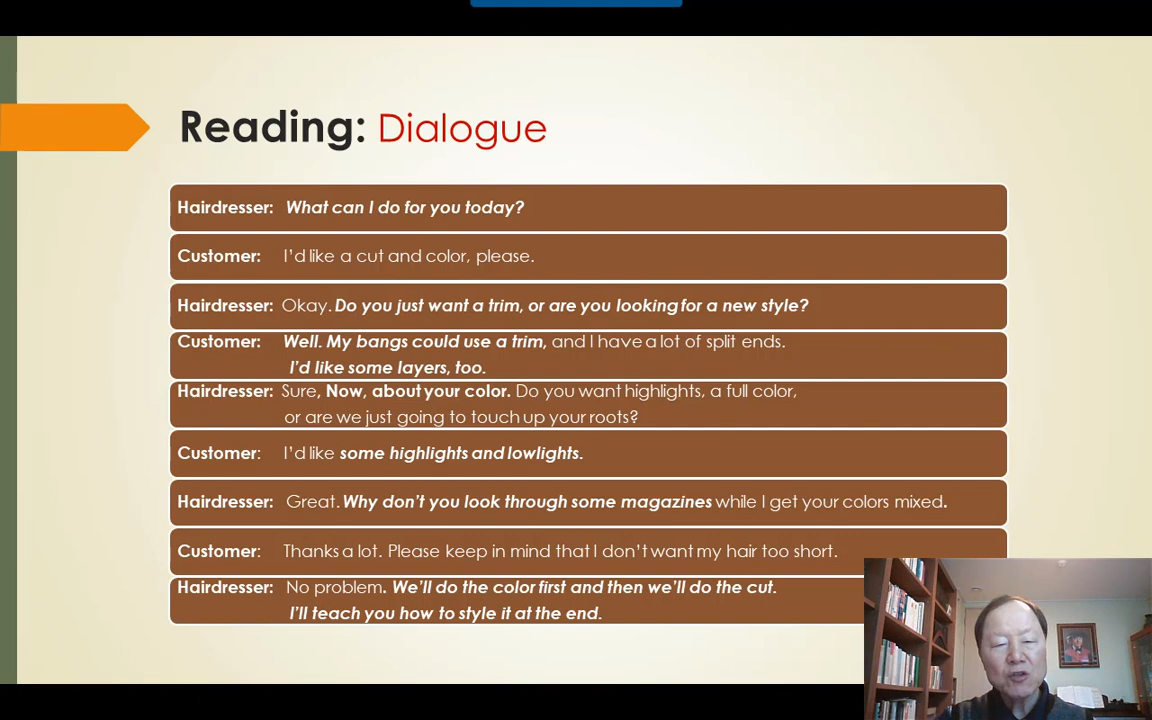 Reading: Dialogue
Hairdresser: What can I do for you today?
Customer: I'd like a cut and color, please.
Hairdresser: Okay. Do you just want a trim, or are you looking for a new style?
Customer: Well. My bangs could use a trim, and I have a lot of split ends.
I'd like some layers, too.
Hairdresser: Sure, Now, about your color. Do you want highlights, a full color,
or are we just going to touch up your roots?
Customer: I'd like some highlights and lowlights.
Hairdresser: Great. Why don't you look through some magazines while I get your colors mixed.
Customer: Thanks a lot. Please keep in mind that I don't want my hair too short.
Hairdresser: No problem. We'll do the color first and then we'll do the cut.
I'll teach you how to style it at the end.